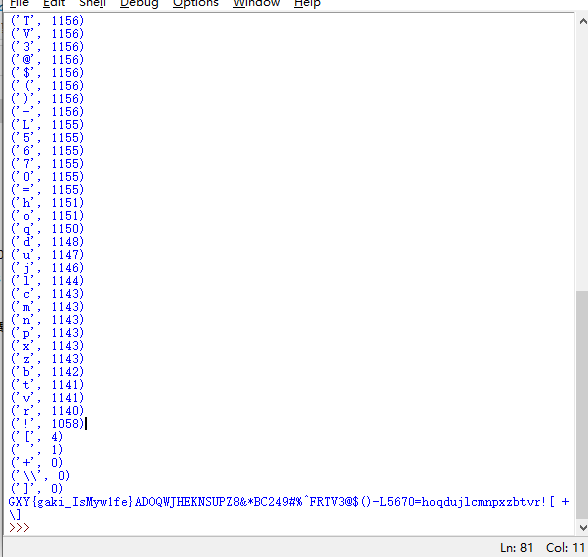 File Edit Shell Debug Options Window Help
('T', 1156)
('V', 1156)
('3', 1156)
('@', 1156)
('$', 1156)
('(', 1156)
(')', 1156)
('-', 1156)
('L', 1155)
('5', 1155)
('6', 1155)
('7', 1155)
('0', 1155)
('=', 1155)
('h', 1151)
('o', 1151)
('q', 1150)
('d', 1148)
('u', 1147)
('j', 1146)
('l', 1144)
('c', 1143)
('m', 1143)
('n', 1143)
('p', 1143)
('x', 1143)
('z', 1143)
('b', 1142)
('t', 1141)
('v', 1141)
('r', 1140)
('!', 1058)
('[', 4)
(' ', 1)
('+', 0)
('\\', 0)
(']', 0)
GXY{gaki_IsMyw1fe}ADOQWJHEKNSUPZ8&*BC249#%^FRTV3@$()-L5670=hoqdujlcmnpxzbtvr![ +
\]
>>>
Ln: 81 Col: 11